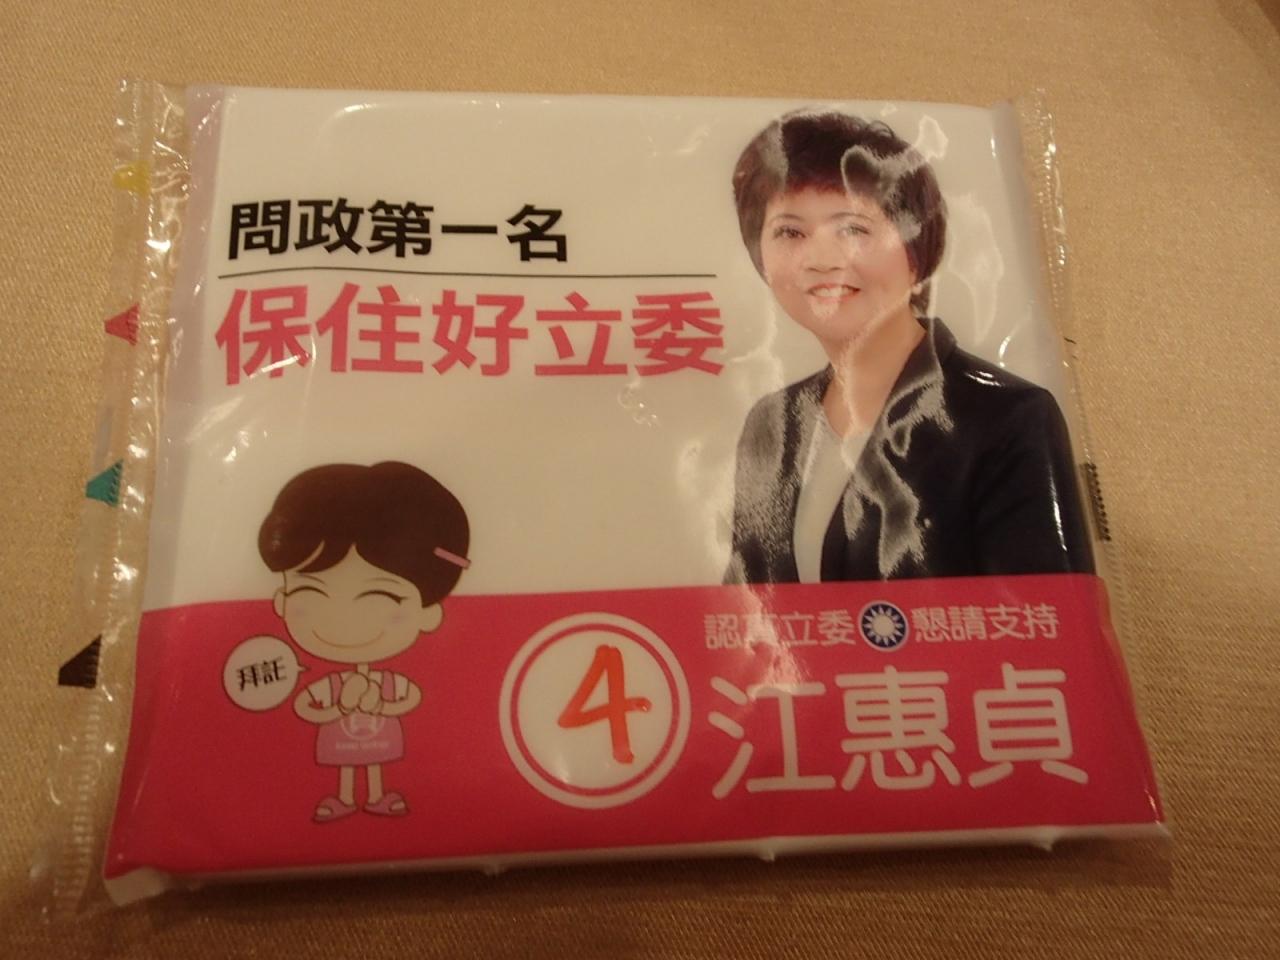 問政第一名
保住好立委
拜託
4
認真立委 懇請支持
江惠貞